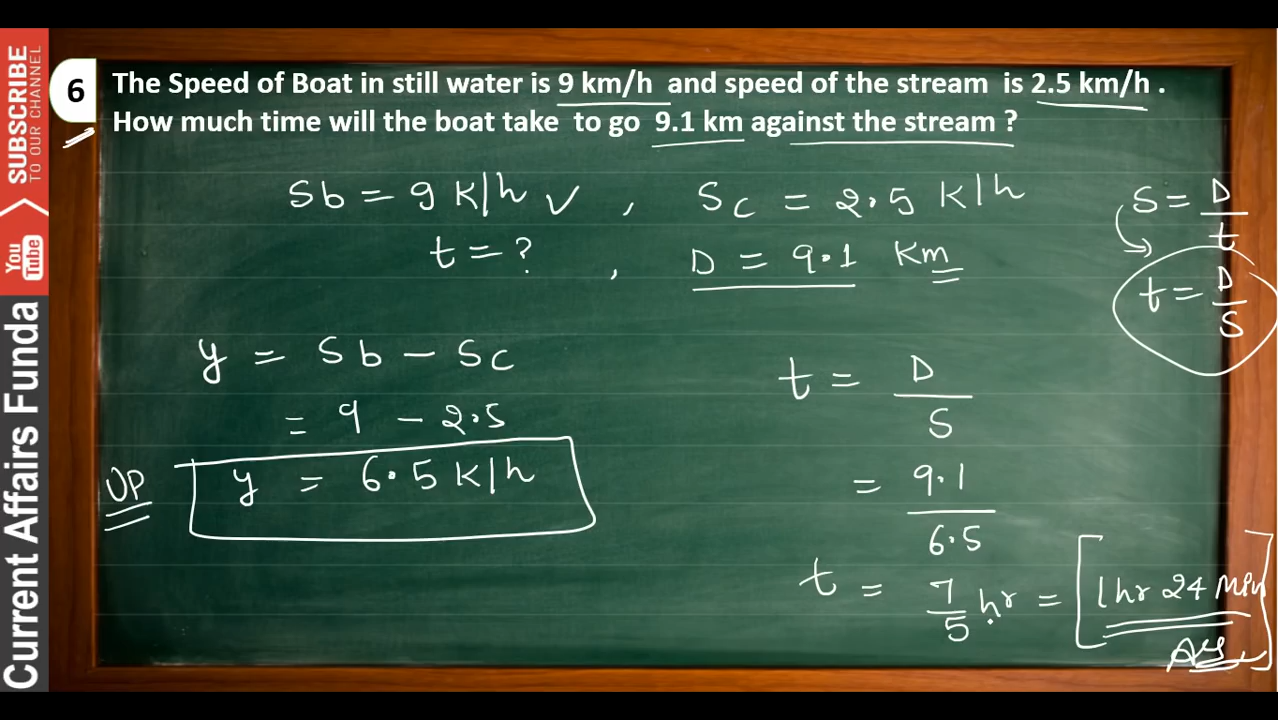 SUBSCRIBE
TO OUR CHANNEL
You Tube
Current Affairs Funda
6
The Speed of Boat in still water is 9 km/h and speed of the stream is 2.5 km/h .
How much time will the boat take to go 9.1 km against the stream ?
Sb = 9 K/h ✓ , Sc = 2.5 K/h
t = ? , D = 9.1 Km
S = D/t
t = D/S
y = Sb - Sc
= 9 - 2.5
UP y = 6.5 K/h
t = D/S
= 9.1/6.5
t = 7/5 hr = [1 hr 24 Min]
Ans